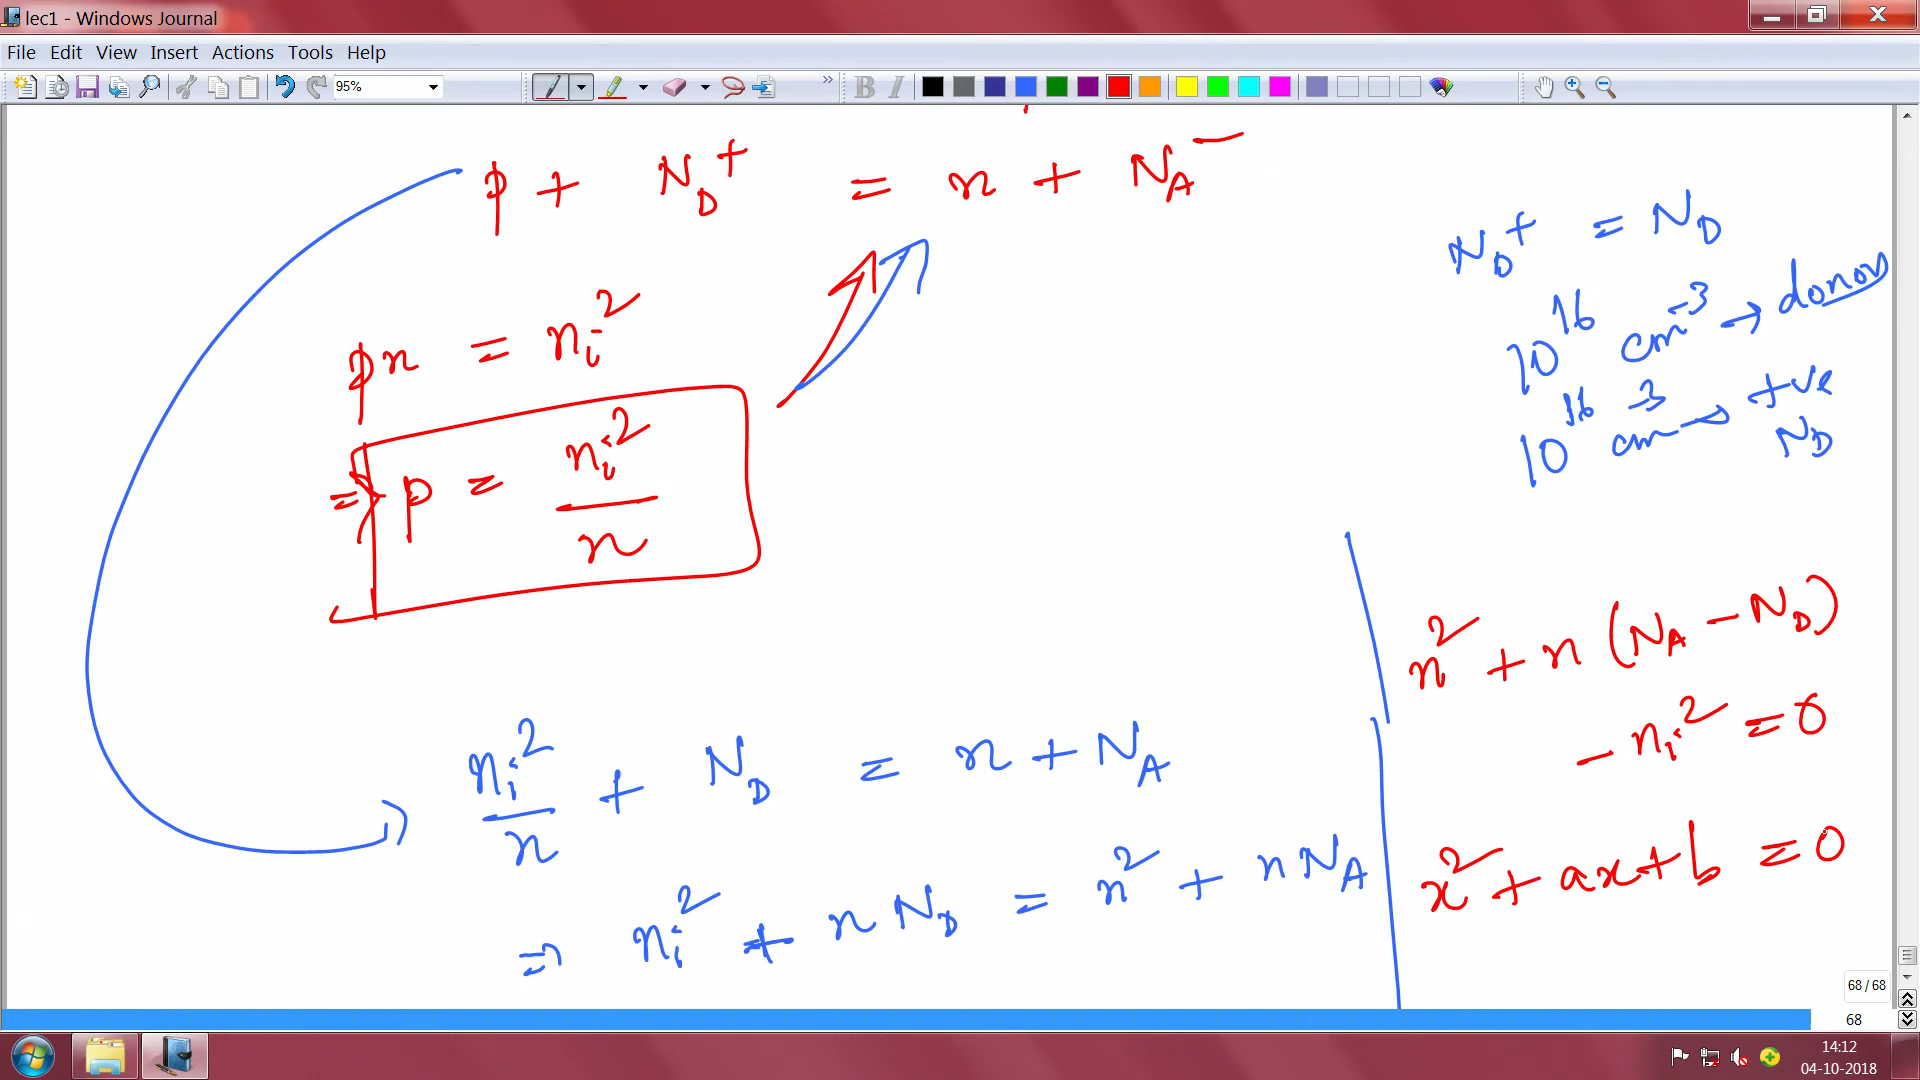 lec1 - Windows Journal
File Edit View Insert Actions Tools Help
95%
p + N_D^+ = n + N_A^-
N_D^+ = N_D
10^16 cm^-3 → donors
10^16 cm^-3 → +ve N_D
pn = n_i^2
⇒ p = n_i^2 / n
n_i^2 / n + N_D = n + N_A
⇒ n_i^2 + n N_D = n^2 + n N_A
n^2 + n (N_A - N_D)
- n_i^2 = 0
x^2 + ax + b = 0
68 / 68
68
14:12
04-10-2018